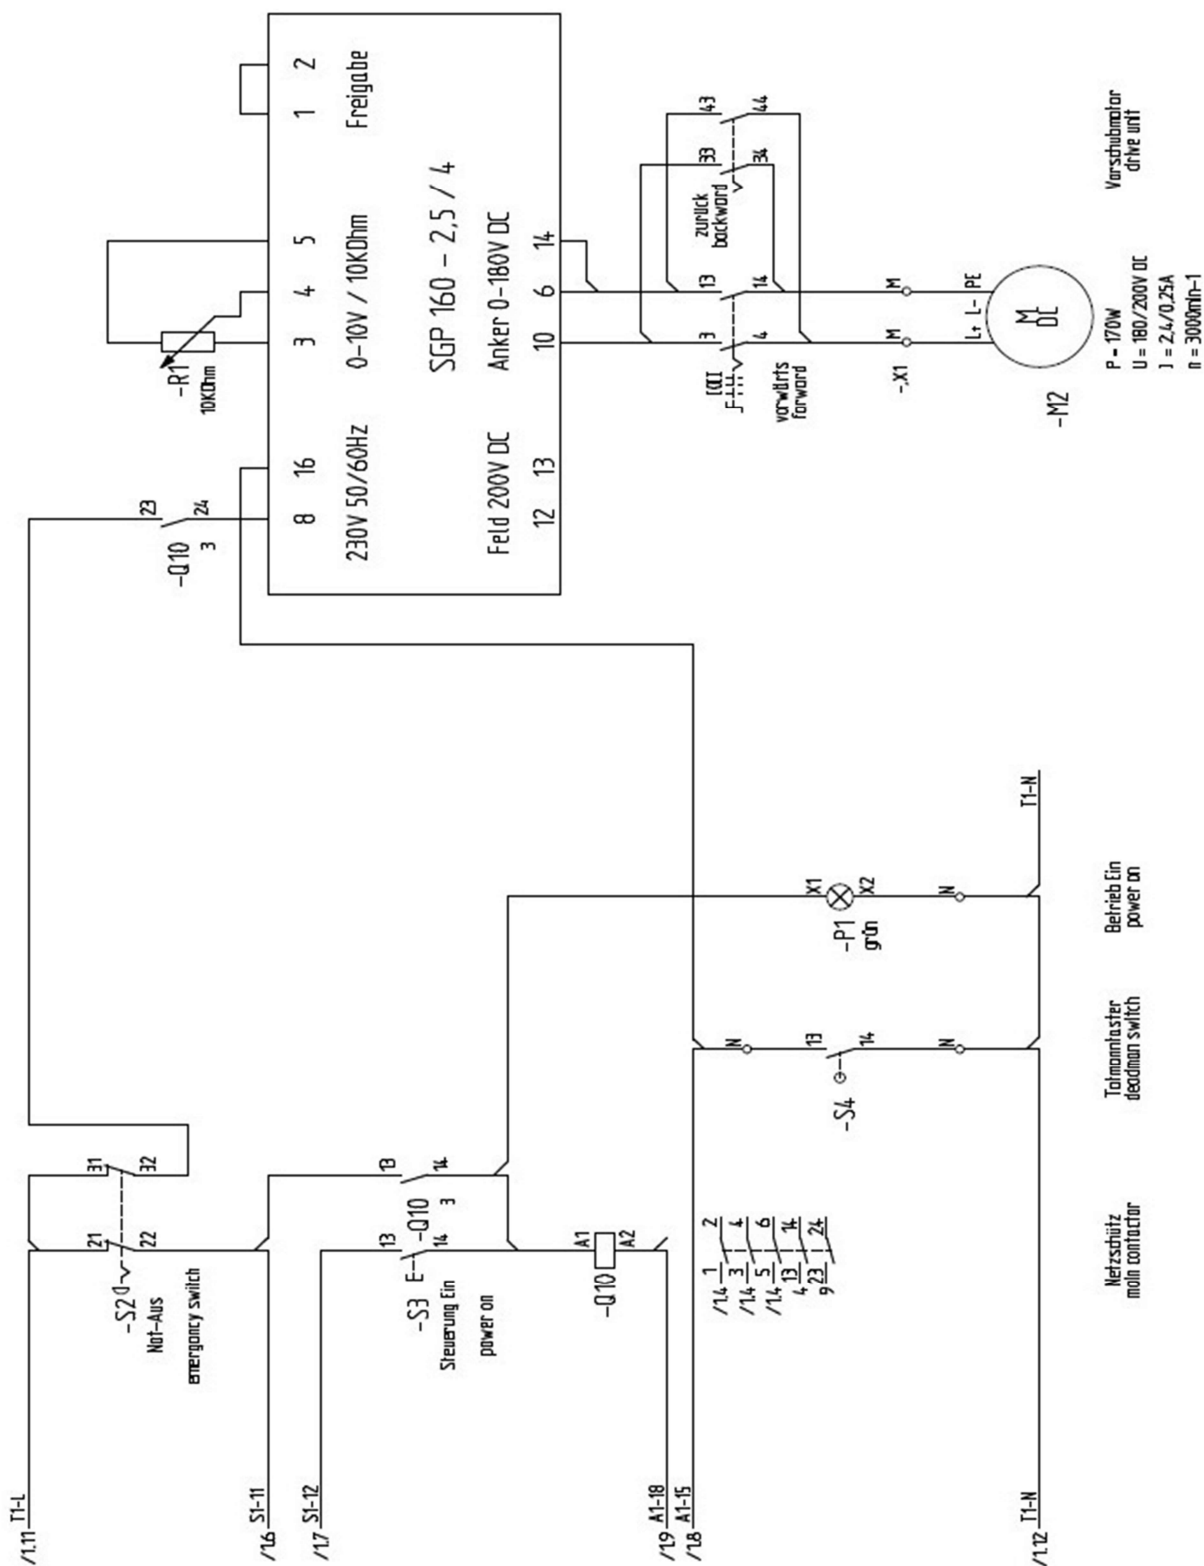 /1.11 T1-L
/1.6 S1-11
/1.7 S1-12
/1.9 A1-18
/1.8 A1-15
/1.12 T1-N
-S2
Not-Aus
emergancy switch
21
22
31
32
-S3
Steuerung Ein
power on
13
14
-Q10
3
13
14
-Q10
A1
A2
/1.4 1 2
/1.4 3 4
/1.4 5 6
13 14
4
23 24
9
Netzschütz
main contactor
N
-S4
13
14
N
Totmanntaster
deadman switch
-P1
grün
X1
X2
N
T1-N
Betrieb Ein
power on
-Q10
3
23
24
-R1
10KOhm
8 16 3 4 5 1 2
230V 50/60Hz
0-10V / 10KOhm
Freigabe
SGP 160 - 2,5 / 4
Feld 200V DC
Anker 0-180V DC
12 13 10 6 14
3
4
13
14
33
34
43
44
vorwärts
forward
zurück
backward
-.X1
M
M
L+ L- PE
M
DC
-M2
P = 170W
U = 180/200V DC
I = 2,4/0,25A
n = 3000min-1
Vorschubmotor
drive unit